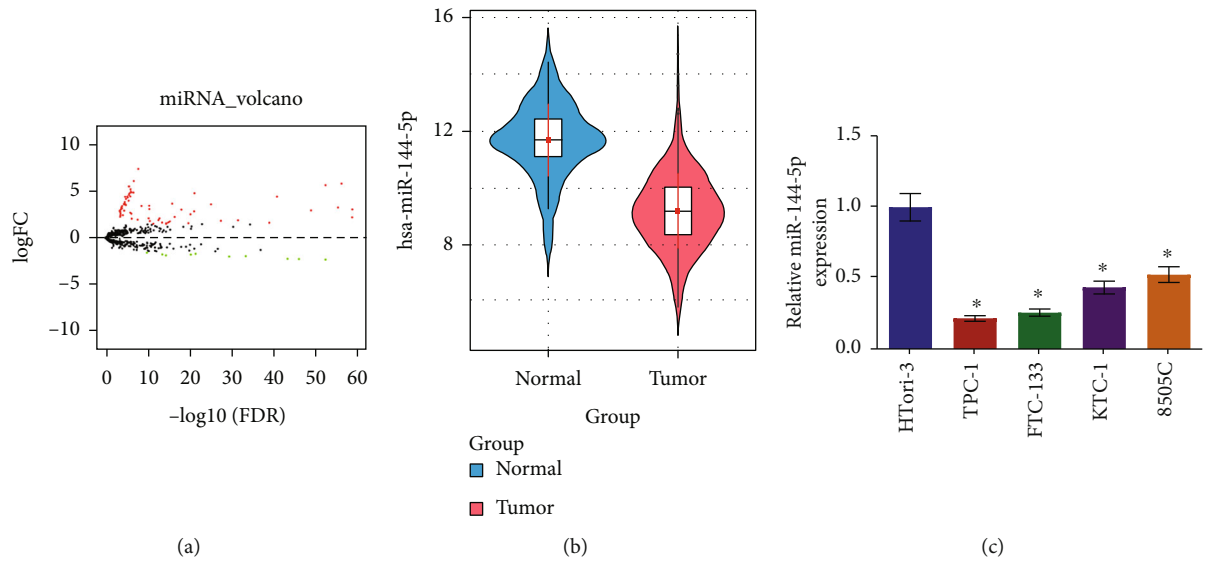 miRNA_volcano
logFC
10
5
0
−5
−10
0 10 20 30 40 50 60
−log10 (FDR)
(a)
hsa-miR-144-5p
16
12
8
Normal Tumor
Group
Group
Normal
Tumor
(b)
Relative miR-144-5p
expression
1.5
1.0
0.5
0.0
* * * *
HTori-3
TPC-1
FTC-133
KTC-1
8505C
(c)